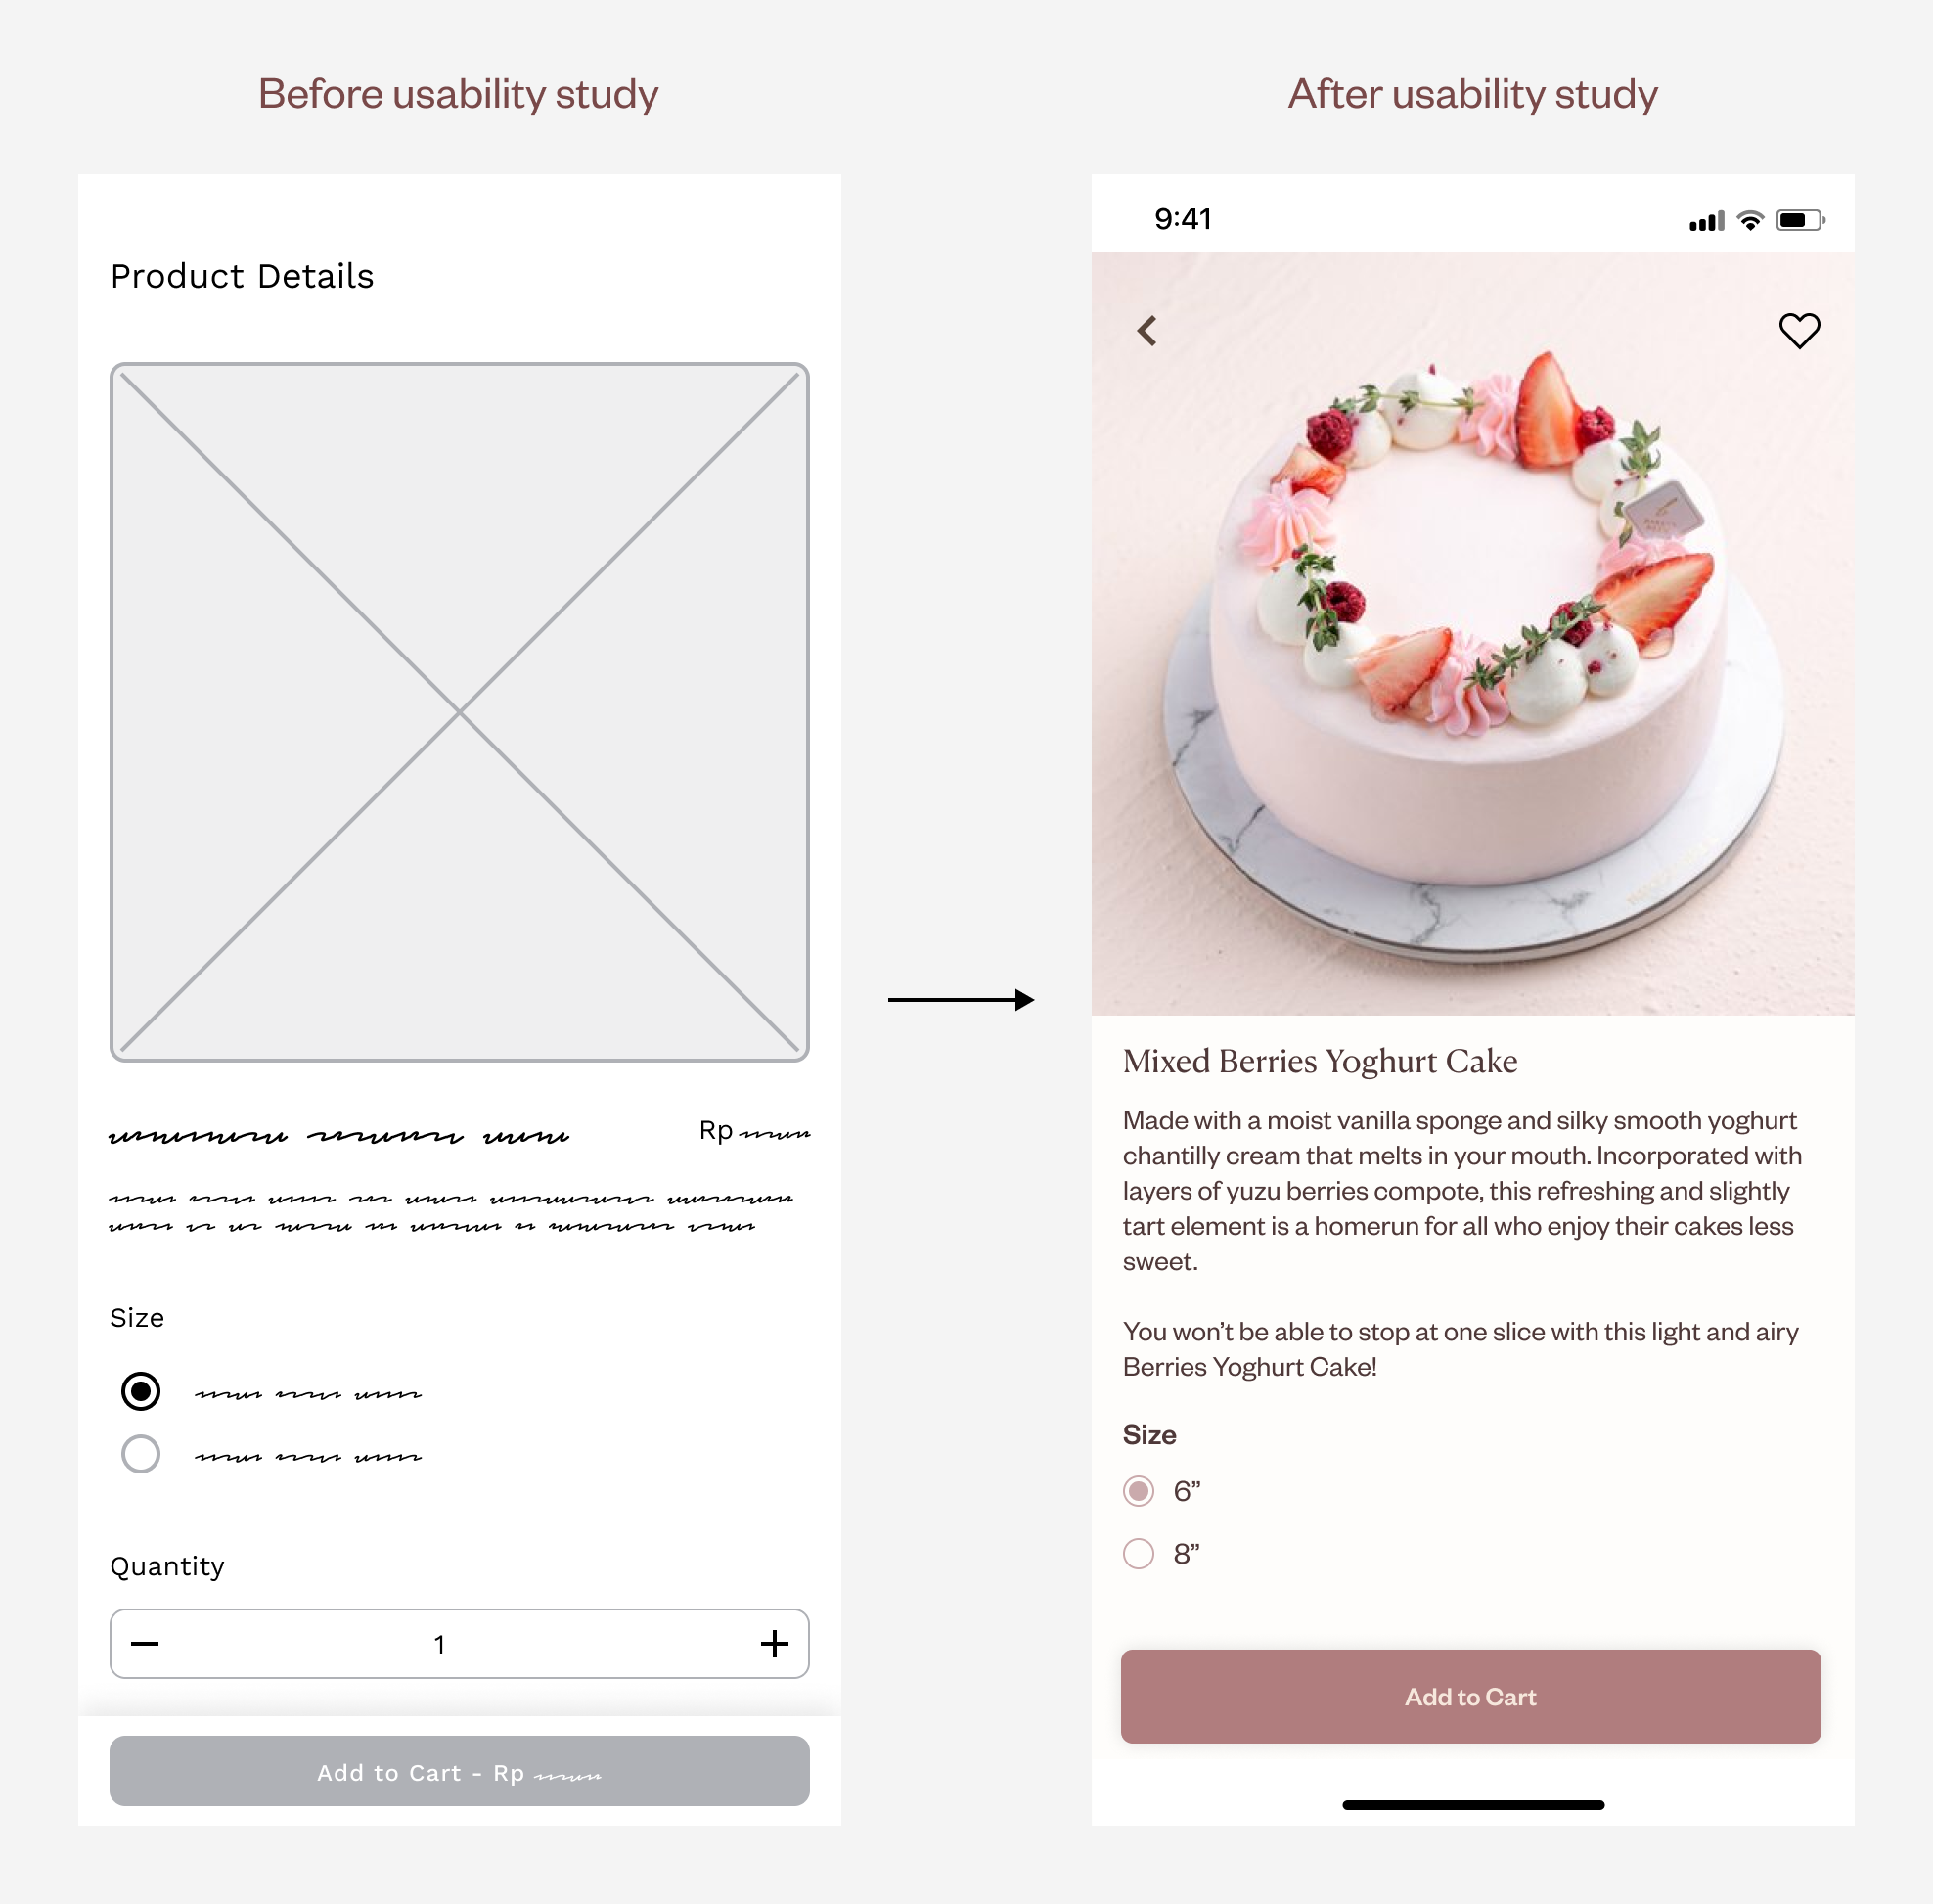 Before usability study
After usability study
Product Details
Rp
Size
Quantity
1
Add to Cart - Rp
9:41
Mixed Berries Yoghurt Cake
Made with a moist vanilla sponge and silky smooth yoghurt
chantilly cream that melts in your mouth. Incorporated with
layers of yuzu berries compote, this refreshing and slightly
tart element is a homerun for all who enjoy their cakes less
sweet.
You won’t be able to stop at one slice with this light and airy
Berries Yoghurt Cake!
Size
6”
8”
Add to Cart